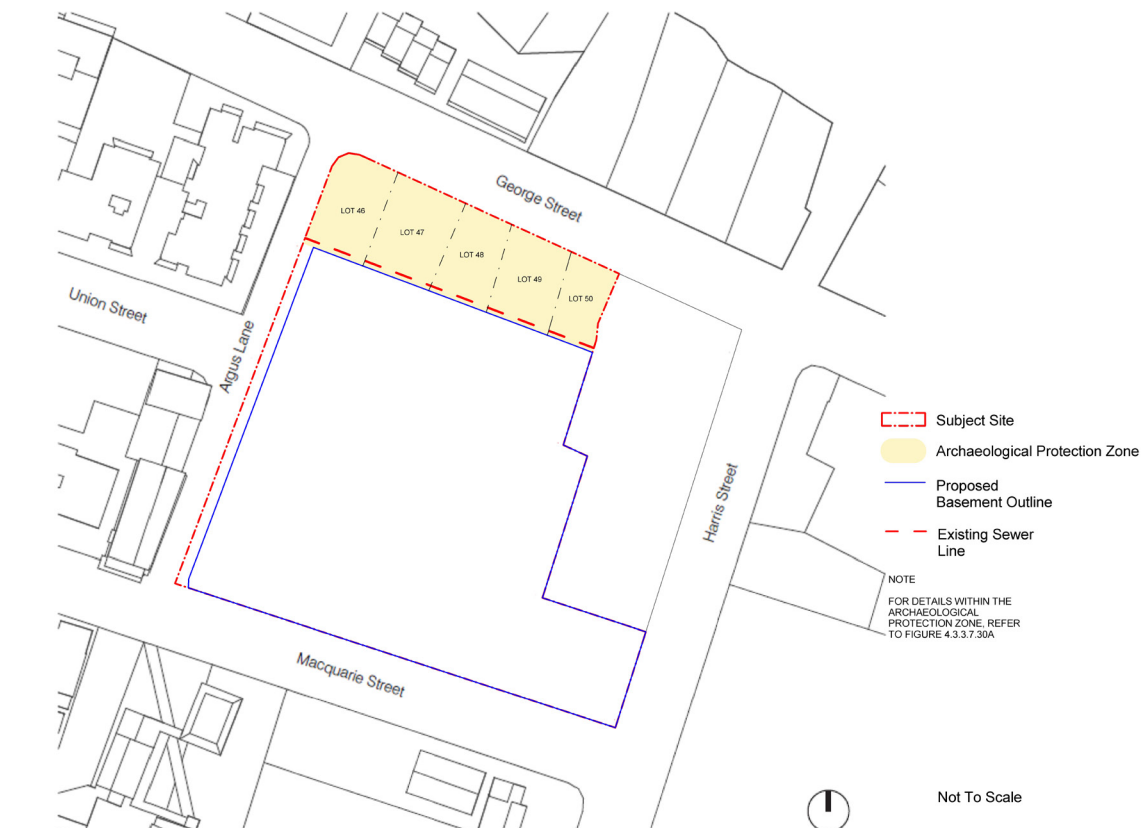 George Street
LOT 46
LOT 47
LOT 48
LOT 49
LOT 50
Union Street
Argus Lane
Harris Street
Macquarie Street
Subject Site
Archaeological Protection Zone
Proposed
Basement Outline
Existing Sewer
Line
NOTE
FOR DETAILS WITHIN THE
ARCHAEOLOGICAL
PROTECTION ZONE, REFER
TO FIGURE 4.3.3.7.30A
Not To Scale